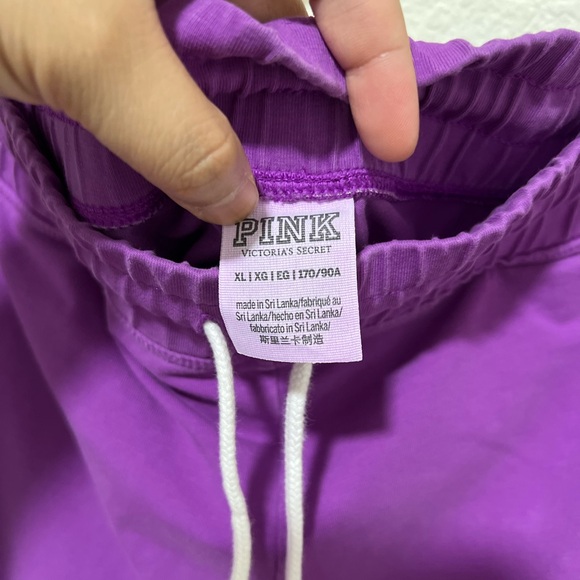 PINK
VICTORIA'S SECRET
XL | XG | EG | 170/90A
made in Sri Lanka/fabriqué au
Sri Lanka/hecho en Sri Lanka/
fabbricato in Sri Lanka/
斯里兰卡制造